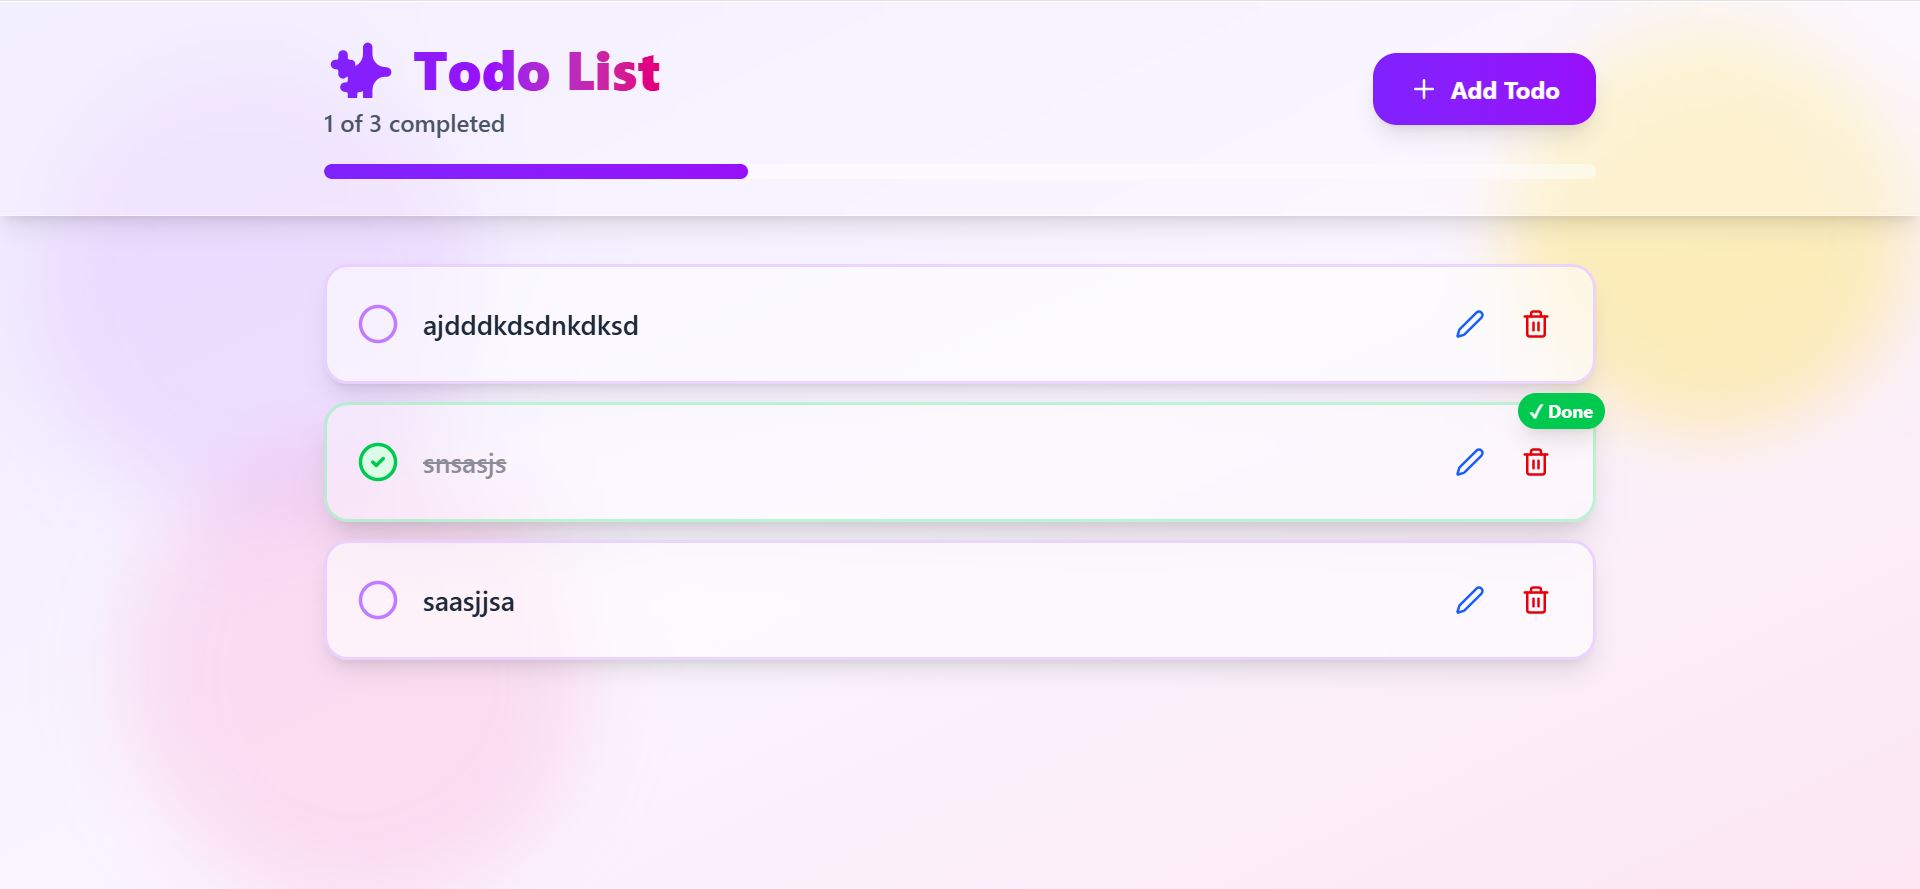 Todo List
1 of 3 completed
+ Add Todo
ajdddkdsdnkdksd
✓ Done
snsasjs
saasjjsa